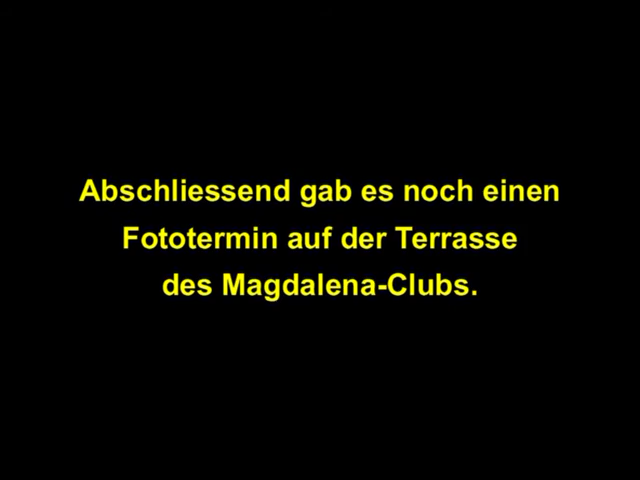 Abschliessend gab es noch einen
Fototermin auf der Terrasse
des Magdalena-Clubs.